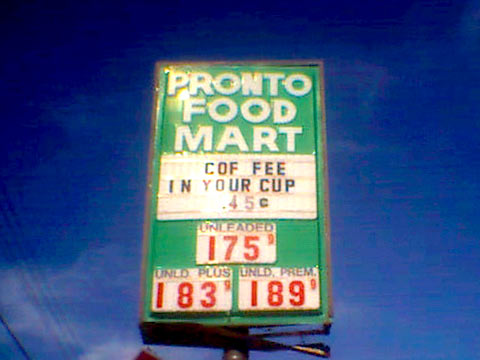 PRONTO
FOOD
MART
COF FEE
IN YOUR CUP
.45¢
UNLEADED
175 9
UNLD PLUS UNLD. PREM.
183 9 189 9